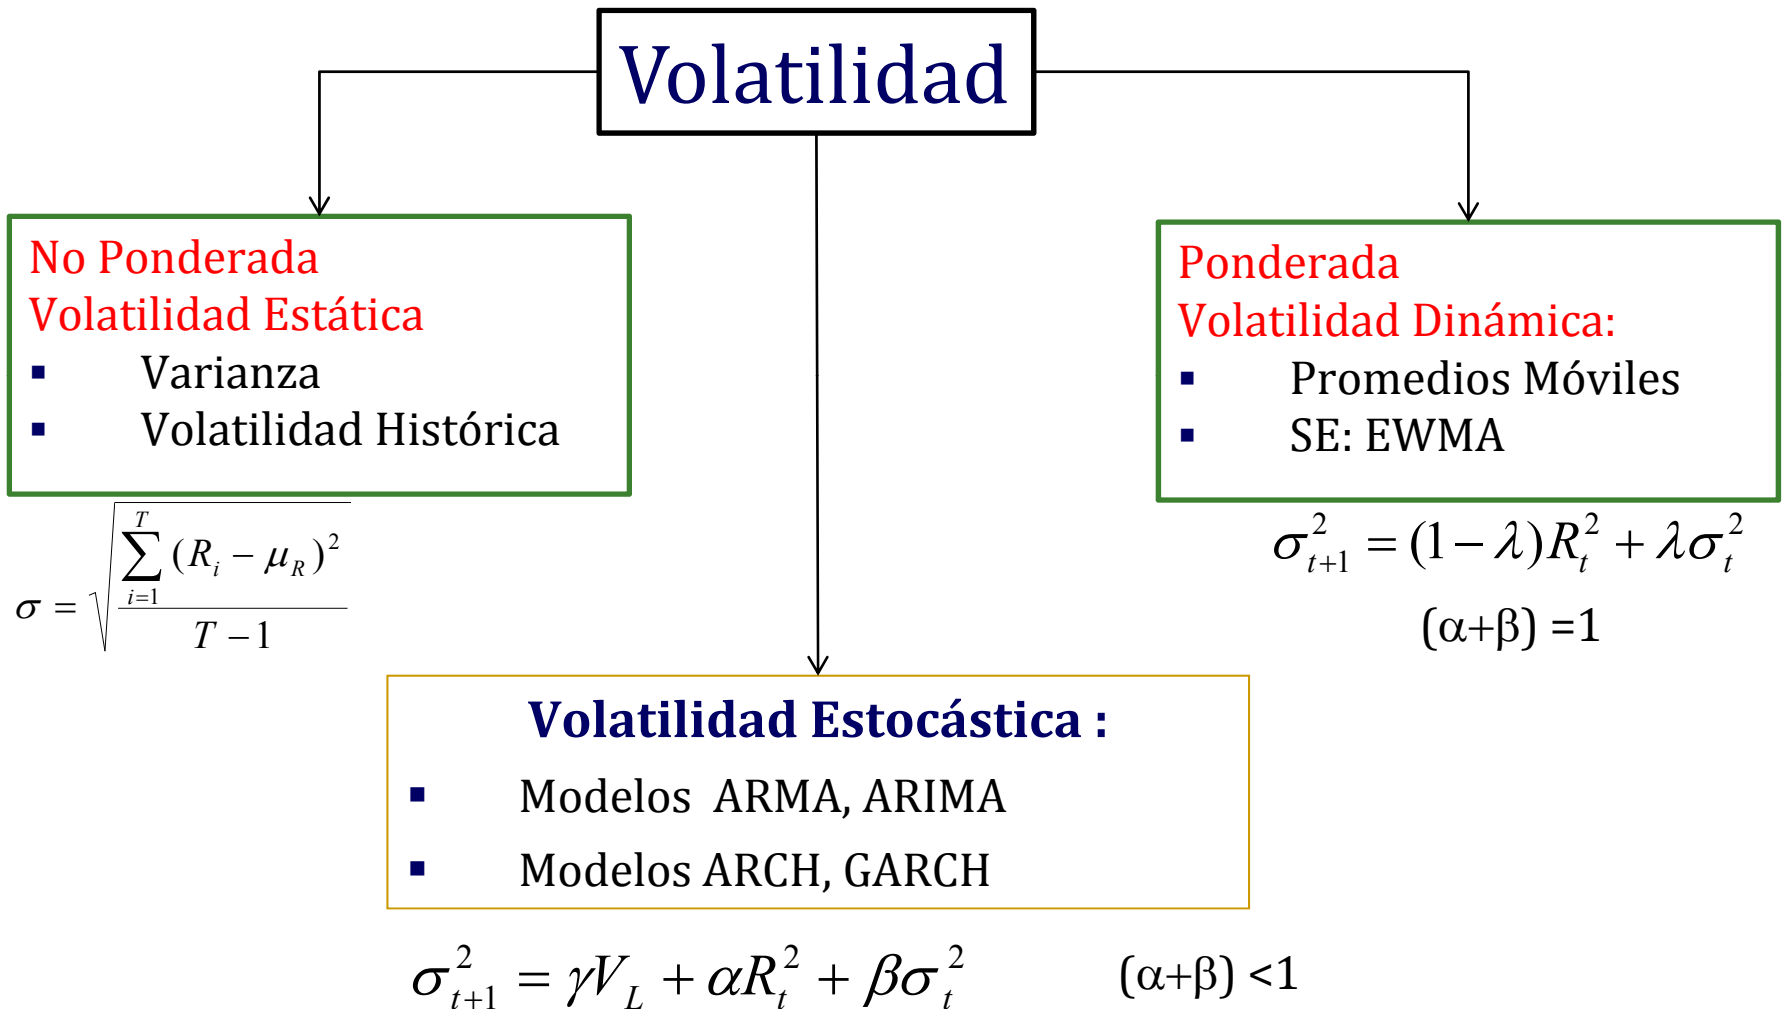 Volatilidad
No Ponderada
Volatilidad Estática
▪ Varianza
▪ Volatilidad Histórica
σ = √(∑_{i=1}^{T} (R_i − μ_R)² / (T − 1))
Ponderada
Volatilidad Dinámica:
▪ Promedios Móviles
▪ SE: EWMA
σ²_{t+1} = (1 − λ)R²_t + λσ²_t
(α+β) =1
Volatilidad Estocástica :
▪ Modelos ARMA, ARIMA
▪ Modelos ARCH, GARCH
σ²_{t+1} = γV_L + αR²_t + βσ²_t (α+β) <1